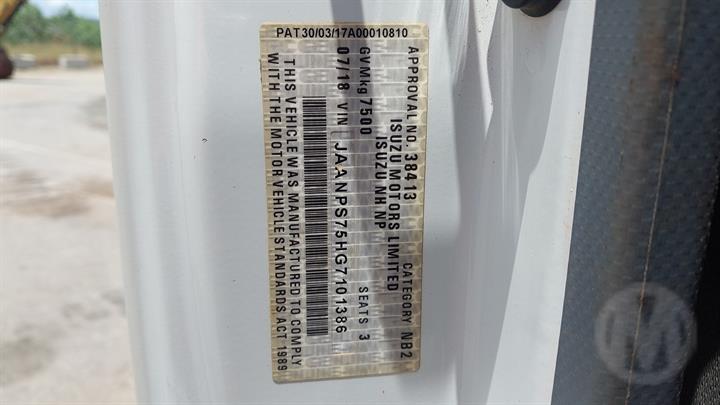 PAT30/03/17A00010810
APPROVAL NO. 38413 CATEGORY NB2
ISUZU MOTORS LIMITED
ISUZU NH NP
GVMkg 7500 SEATS 3
07/18 VIN JAANPS75HG7101386
THIS VEHICLE WAS MANUFACTURED TO COMPLY
WITH THE MOTOR VEHICLE STANDARDS ACT 1989
M